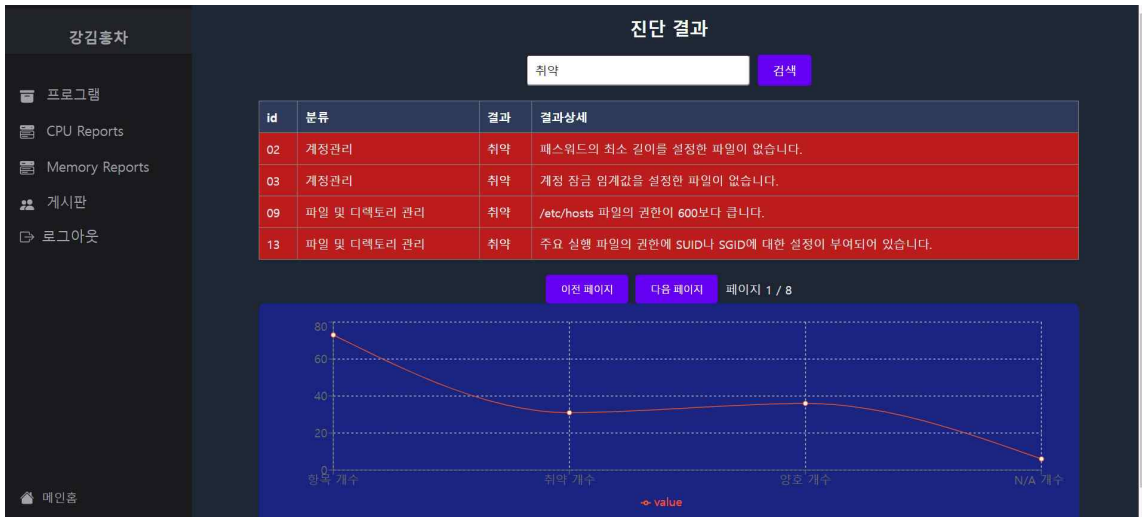 강김홍차
프로그램
CPU Reports
Memory Reports
게시판
로그아웃
메인홈
진단 결과
취약
검색
id 분류 결과 결과상세
02 계정관리 취약 패스워드의 최소 길이를 설정한 파일이 없습니다.
03 계정관리 취약 계정 잠금 임계값을 설정한 파일이 없습니다.
09 파일 및 디렉토리 관리 취약 /etc/hosts 파일의 권한이 600보다 큽니다.
13 파일 및 디렉토리 관리 취약 주요 실행 파일의 권한에 SUID나 SGID에 대한 설정이 부여되어 있습니다.
이전 페이지 다음 페이지 페이지 1 / 8
80
60
40
20
0
항목 개수 취약 개수 양호 개수 N/A 개수
value